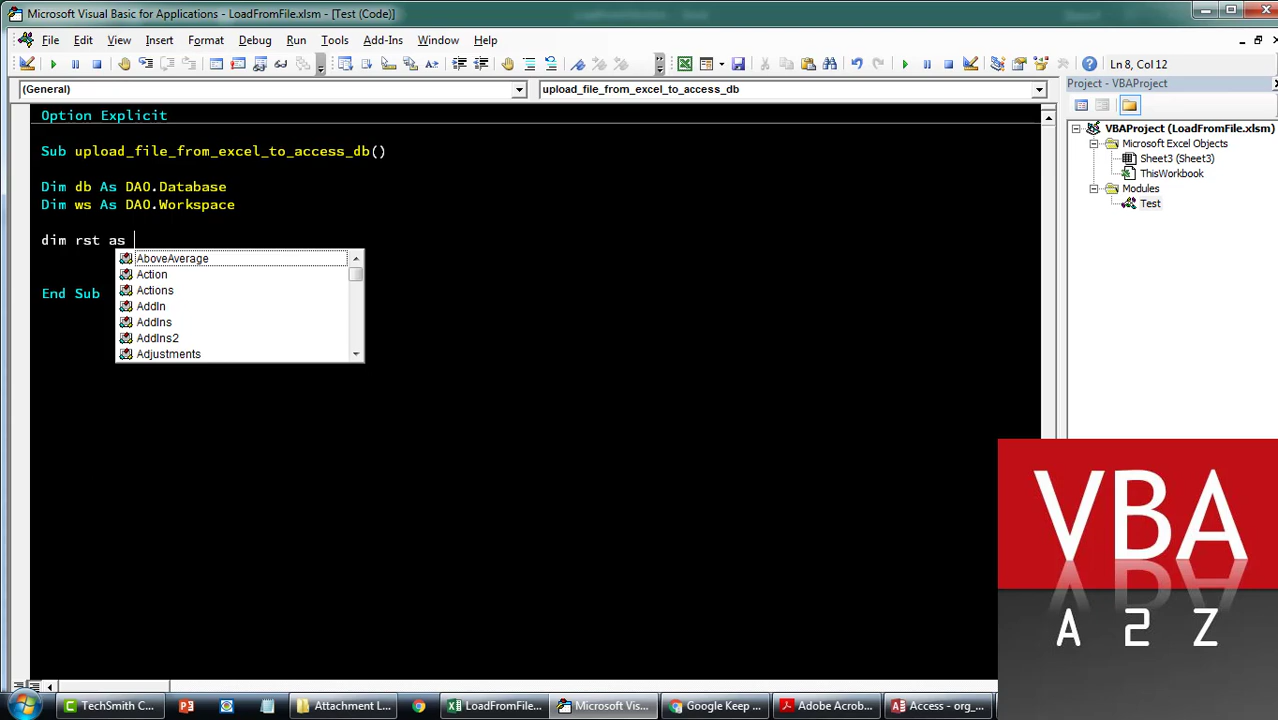 Microsoft Visual Basic for Applications - LoadFromFile.xlsm - [Test (Code)]
File Edit View Insert Format Debug Run Tools Add-Ins Window Help
Ln 8, Col 12
(General) upload_file_from_excel_to_access_db
Project - VBAProject
Option Explicit
Sub upload_file_from_excel_to_access_db()
Dim db As DAO.Database
Dim ws As DAO.Workspace
dim rst as
AboveAverage
Action
Actions
AddIn
AddIns
AddIns2
Adjustments
End Sub
VBAProject (LoadFromFile.xlsm)
Microsoft Excel Objects
Sheet3 (Sheet3)
ThisWorkbook
Modules
Test
VBA
A 2 Z
TechSmith C... Attachment L... LoadFromFile... Microsoft Vis... Google Keep ... Adobe Acrob... Access - org_...